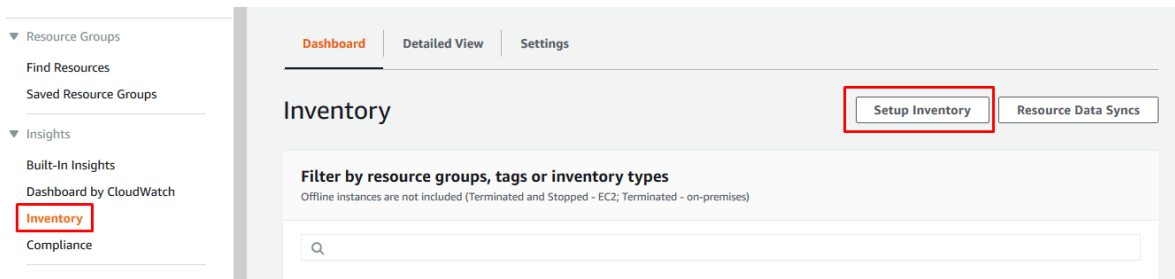 Resource Groups
Find Resources
Saved Resource Groups
Insights
Built-In Insights
Dashboard by CloudWatch
Inventory
Compliance
Dashboard
Detailed View
Settings
Inventory
Setup Inventory
Resource Data Syncs
Filter by resource groups, tags or inventory types
Offline instances are not included (Terminated and Stopped - EC2; Terminated - on-premises)